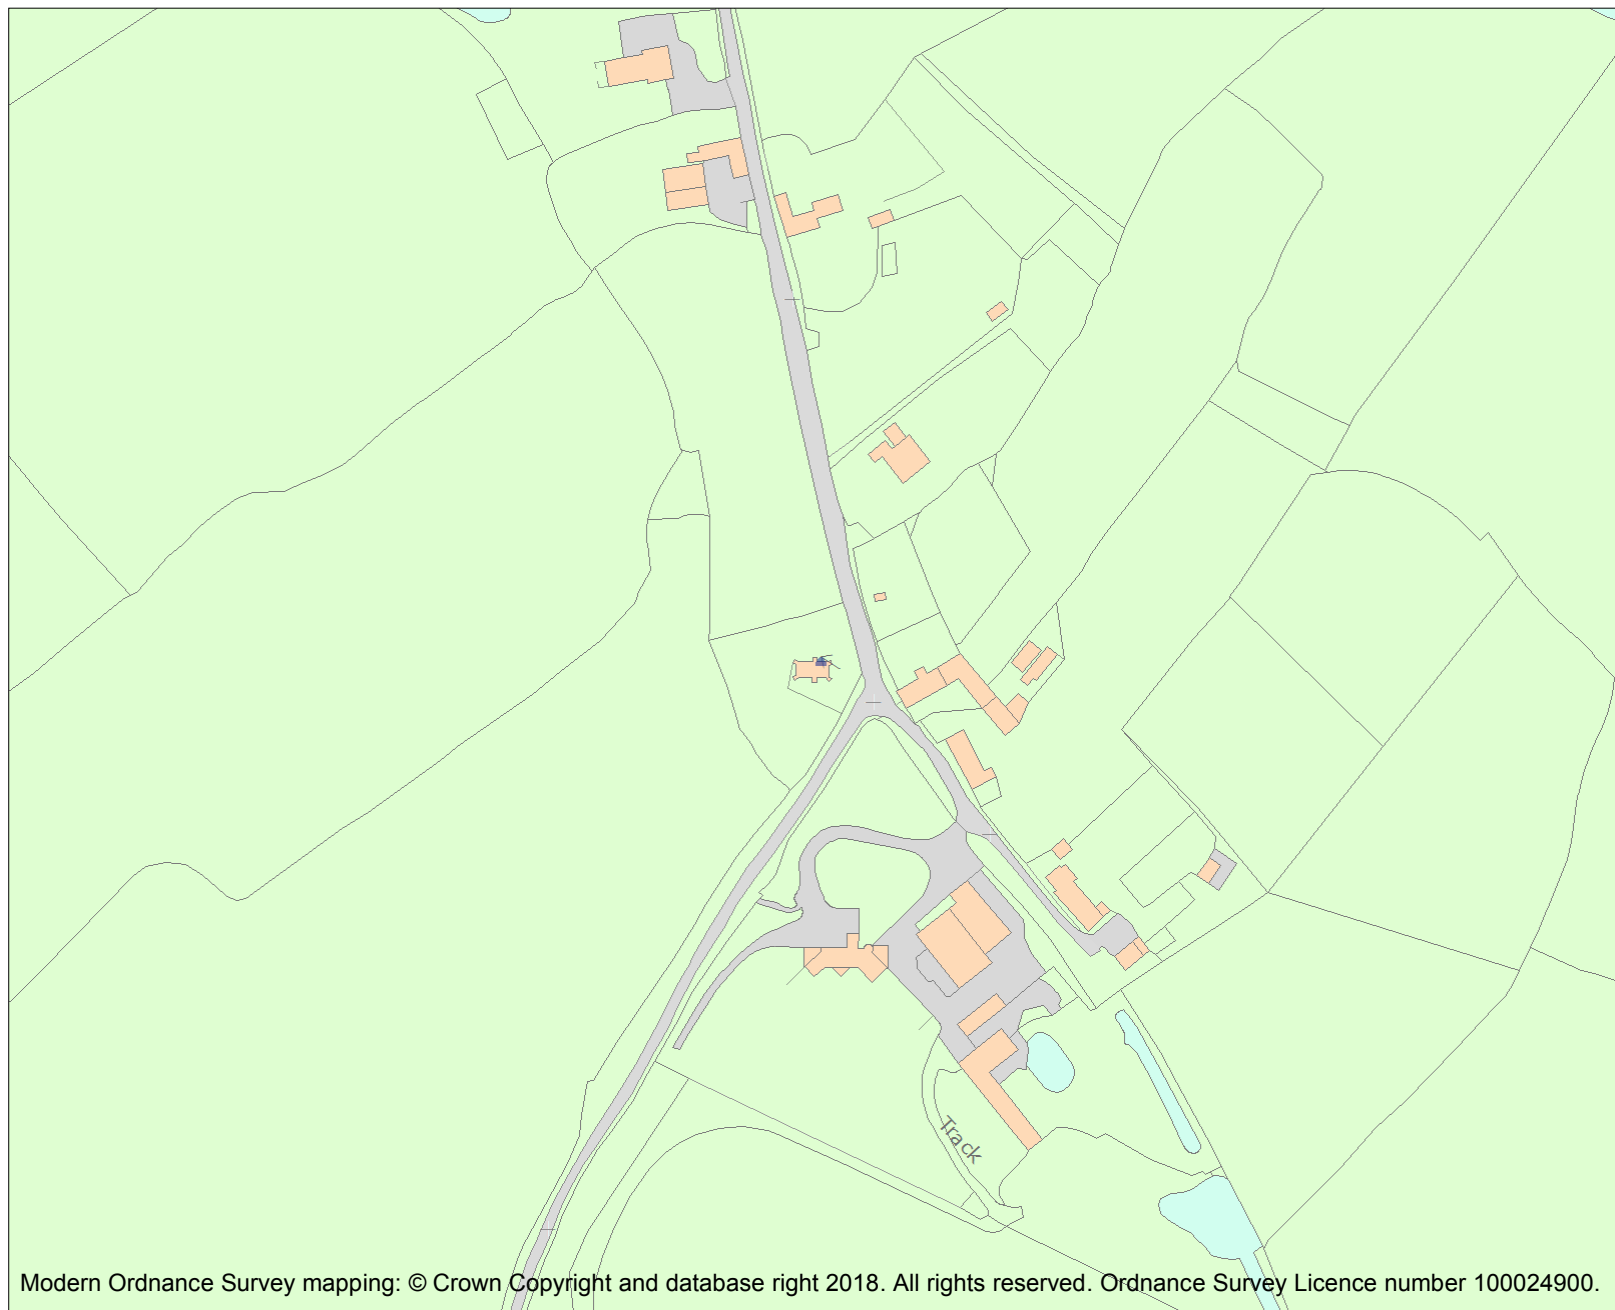 Track
Modern Ordnance Survey mapping: © Crown Copyright and database right 2018. All rights reserved. Ordnance Survey Licence number 100024900.